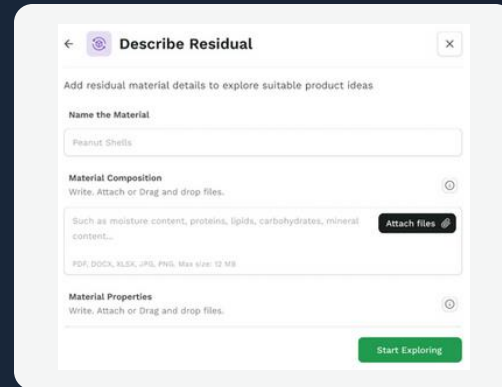 Describe Residual
Add residual material details to explore suitable product ideas
Name the Material
Peanut Shells
Material Composition
Write. Attach or Drag and drop files.
Such as moisture content, proteins, lipids, carbohydrates, mineral
content...
Attach files
PDF, DOCX, XLSX, JPG, PNG, Max size: 12 MB
Material Properties
Write. Attach or Drag and drop files.
Start Exploring